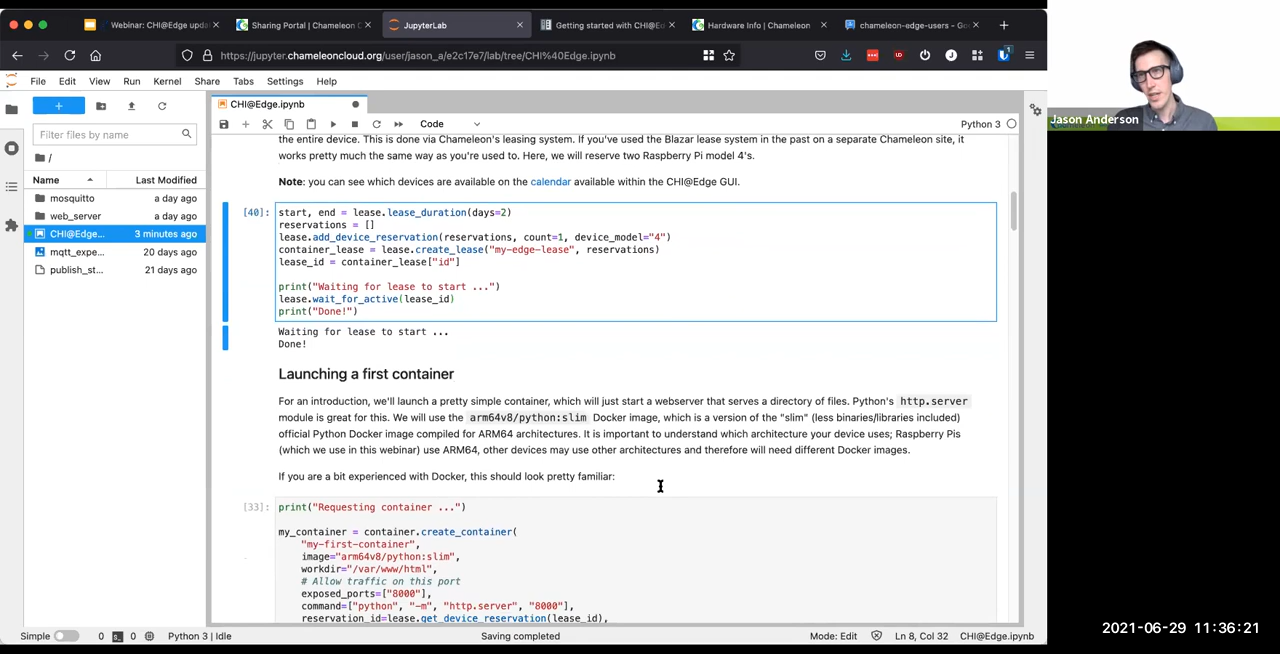 Webinar: CHI@Edge upda
Sharing Portal | Chameleon C
JupyterLab
Getting started with CHI@Ed
Hardware Info | Chameleon
chameleon-edge-users - Goo
https://jupyter.chameleoncloud.org/user/jason_a/e2c17e7/lab/tree/CHI%40Edge.ipynb
File Edit View Run Kernel Share Tabs Settings Help
CHI@Edge.ipynb
Filter files by name
Code
Python 3
/
Name Last Modified
mosquitto a day ago
web_server a day ago
CHI@Edge... 3 minutes ago
mqtt_expe... 20 days ago
publish_st... 21 days ago
the entire device. This is done via Chameleon's leasing system. If you've used the Blazar lease system in the past on a separate Chameleon site, it
works pretty much the same way as you're used to. Here, we will reserve two Raspberry Pi model 4's.
Note: you can see which devices are available on the calendar available within the CHI@Edge GUI.
[40]: start, end = lease.lease_duration(days=2)
reservations = []
lease.add_device_reservation(reservations, count=1, device_model="4")
container_lease = lease.create_lease("my-edge-lease", reservations)
lease_id = container_lease["id"]
print("Waiting for lease to start ...")
lease.wait_for_active(lease_id)
print("Done!")
Waiting for lease to start ...
Done!
Launching a first container
For an introduction, we'll launch a pretty simple container, which will just start a webserver that serves a directory of files. Python's http.server
module is great for this. We will use the arm64v8/python:slim Docker image, which is a version of the "slim" (less binaries/libraries included)
official Python Docker image compiled for ARM64 architectures. It is important to understand which architecture your device uses; Raspberry Pis
(which we use in this webinar) use ARM64, other devices may use other architectures and therefore will need different Docker images.
If you are a bit experienced with Docker, this should look pretty familiar:
[33]: print("Requesting container ...")
my_container = container.create_container(
"my-first-container",
image="arm64v8/python:slim",
workdir="/var/www/html",
# Allow traffic on this port
exposed_ports=["8000"],
command=["python", "-m", "http.server", "8000"],
reservation_id=lease.get_device_reservation(lease_id),
Simple 0 0 Python 3 | Idle Saving completed Mode: Edit Ln 8, Col 32 CHI@Edge.ipynb
Jason Anderson
2021-06-29 11:36:21